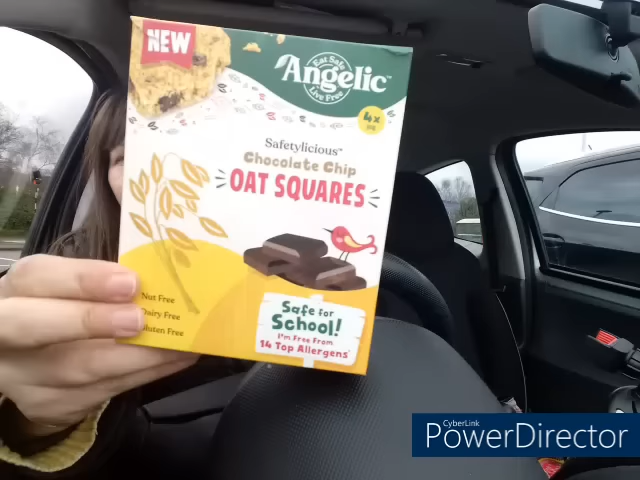 NEW
Eat Safe
Angelic™
Live Free
4x
Safetylicious™
Chocolate Chip
OAT SQUARES
Nut Free
Dairy Free
Gluten Free
Safe for
School!
I'm Free From
14 Top Allergens
CyberLink
PowerDirector